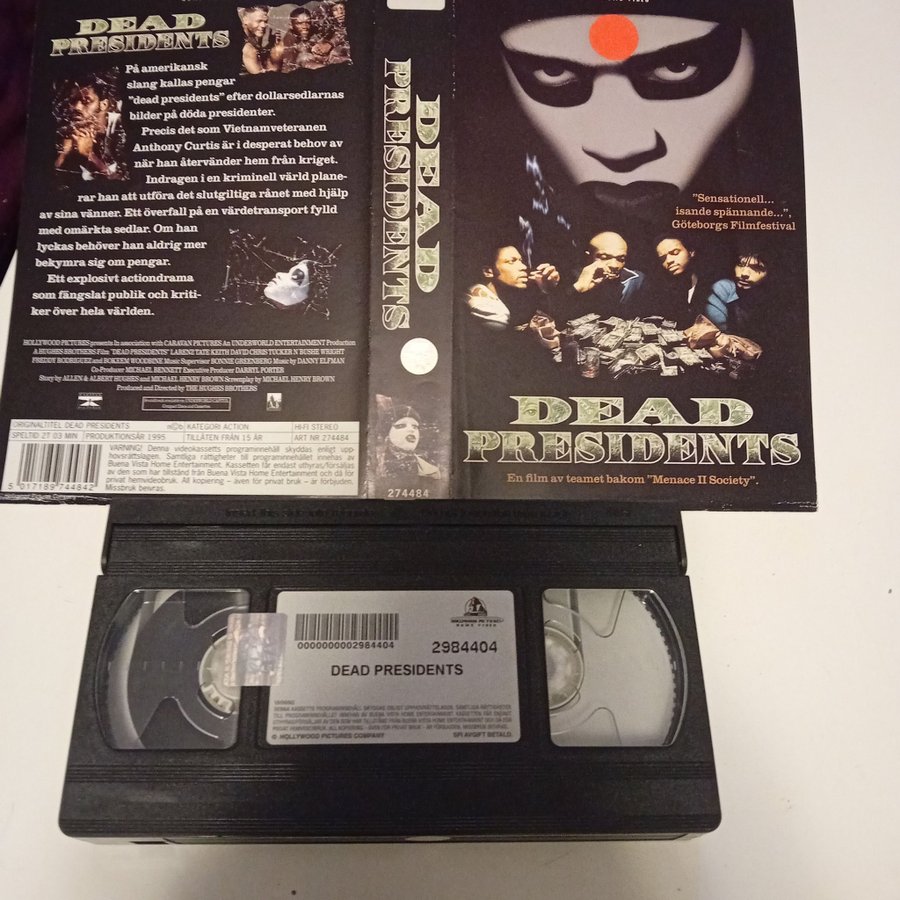 DEAD
PRESIDENTS
På amerikansk
slang kallas pengar
"dead presidents" efter dollarsedlarnas
bilder på döda presidenter.
Precis det som Vietnamveteranen
Anthony Curtis är i desperat behov av
när han återvänder hem från kriget.
Indragen i en kriminell värld plane-
rar han att utföra det slutgiltiga rånet med hjälp
av sina vänner. Ett överfall på en värdetransport fylld
med omärkta sedlar. Om han
lyckas behöver han aldrig mer
bekymra sig om pengar.
Ett explosivt actiondrama
som fängslat publik och kriti-
ker över hela världen.
HOLLYWOOD PICTURES presents In association with CARAVAN PICTURES An UNDERWORLD ENTERTAINMENT Production
A HUGHES BROTHERS Film "DEAD PRESIDENTS" LARENZ TATE KEITH DAVID CHRIS TUCKER N'BUSHE WRIGHT
FREDDY RODRIGUEZ and BOKEEM WOODBINE Music Supervisor BONNIE GREENBERG Music by DANNY ELFMAN
Co-Producer MICHAEL BENNETT Executive Producer DARRYL PORTER
Story by ALLEN & ALBERT HUGHES and MICHAEL HENRY BROWN Screenplay by MICHAEL HENRY BROWN
Produced and Directed by THE HUGHES BROTHERS
ORIGINALTITEL DEAD PRESIDENTS
KATEGORI ACTION
HI-FI STEREO
SPELTID: 2T 03 MIN
PRODUKTIONSÅR 1995
TILLÅTEN FRÅN 15 ÅR
ART NR 274484
VARNING! Denna videokassetts programinnehåll skyddas enligt upp-
hovsrättslagen. Samtliga rättigheter till programinnehållet innehas av
Buena Vista Home Entertainment. Kassetten får endast uthyras/försäljas
av den som har tillstånd från Buena Vista Home Entertainment och då för
privat hemvideobruk. All kopiering – även för privat bruk – är förbjuden.
Missbruk beivras.
5 017189 744842
DEAD
PRESIDENTS
274484
"Sensationell...
isande spännande...",
Göteborgs Filmfestival
DEAD
PRESIDENTS
En film av teamet bakom "Menace II Society".
HOLLYWOOD PICTURES
HOME VIDEO
0000000002984404
2984404
DEAD PRESIDENTS
VARNING
© HOLLYWOOD PICTURES COMPANY
SFI AVGIFT BETALD